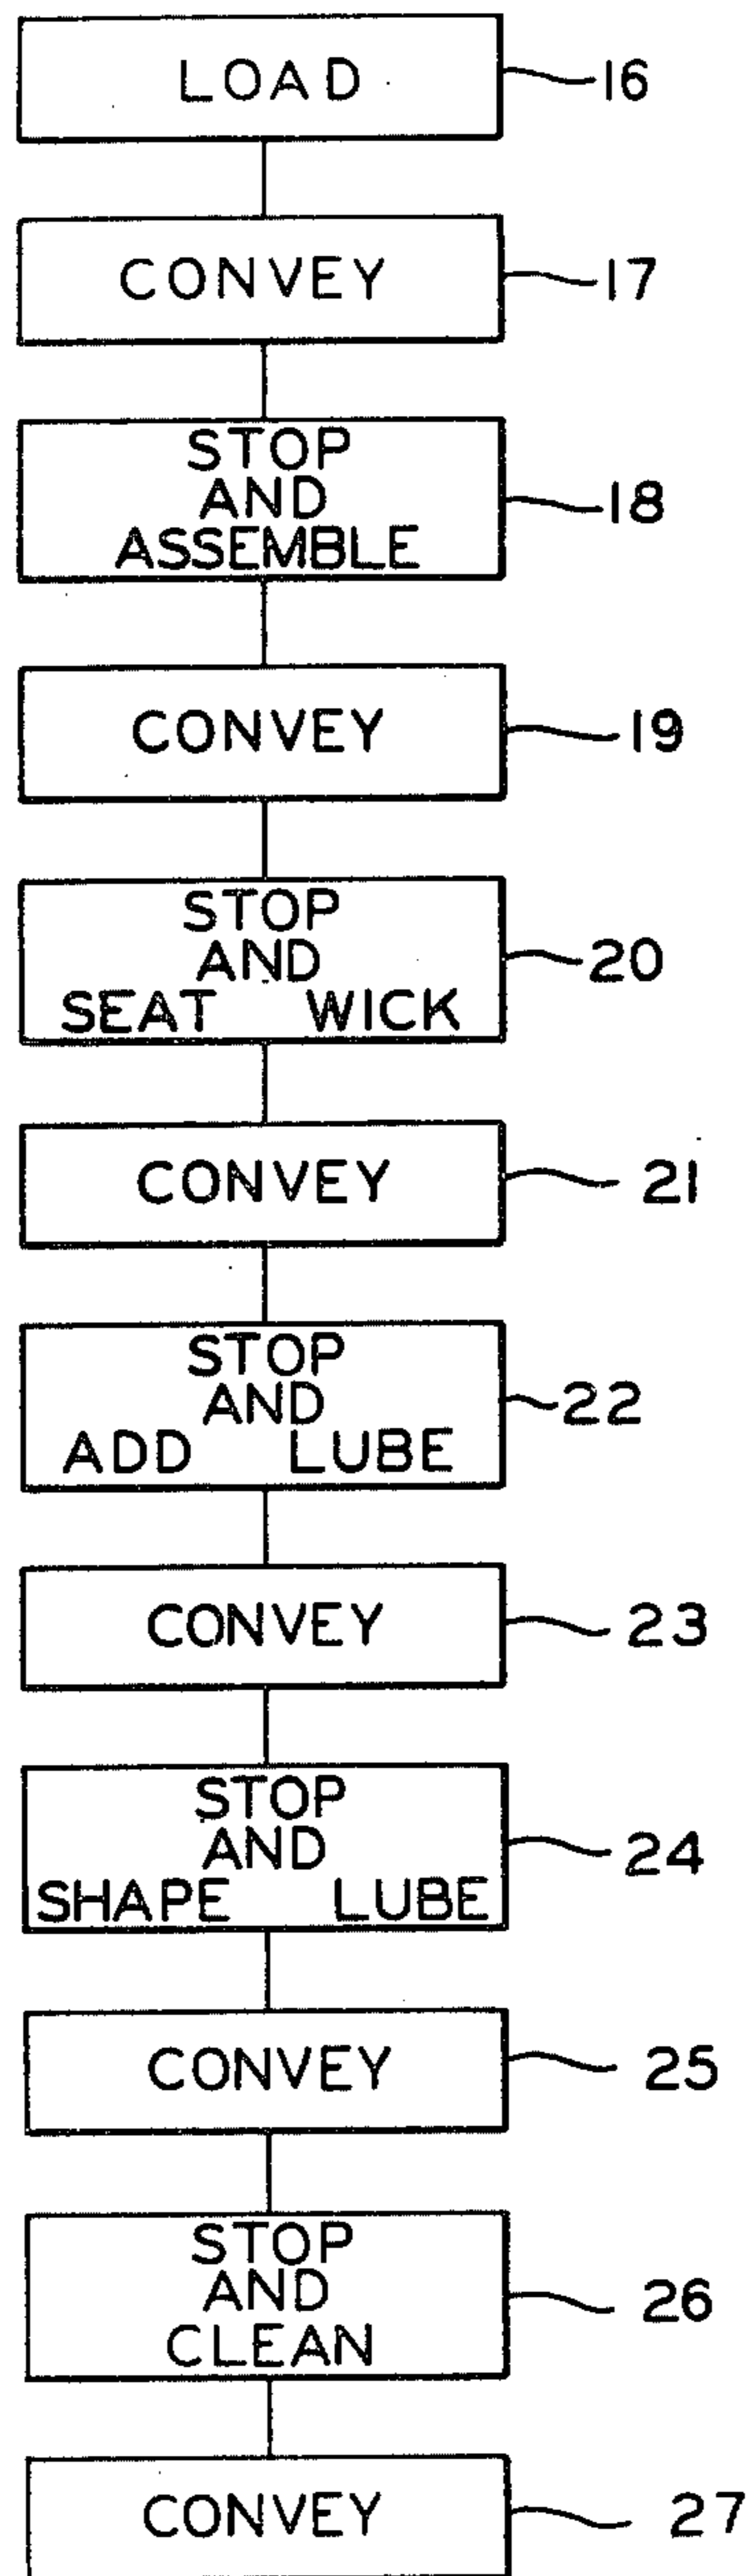 LOAD 16
CONVEY 17
STOP
AND 18
ASSEMBLE
CONVEY 19
STOP
AND 20
SEAT WICK
CONVEY 21
STOP
AND 22
ADD LUBE
CONVEY 23
STOP
AND 24
SHAPE LUBE
CONVEY 25
STOP
AND 26
CLEAN
CONVEY 27